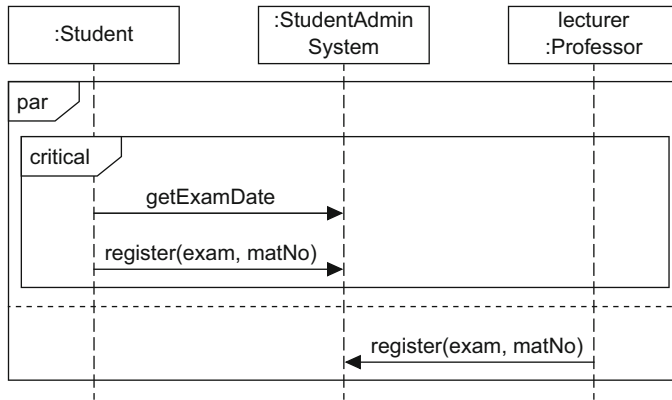 :Student
:StudentAdmin
System
lecturer
:Professor
par
critical
getExamDate
register(exam, matNo)
register(exam, matNo)